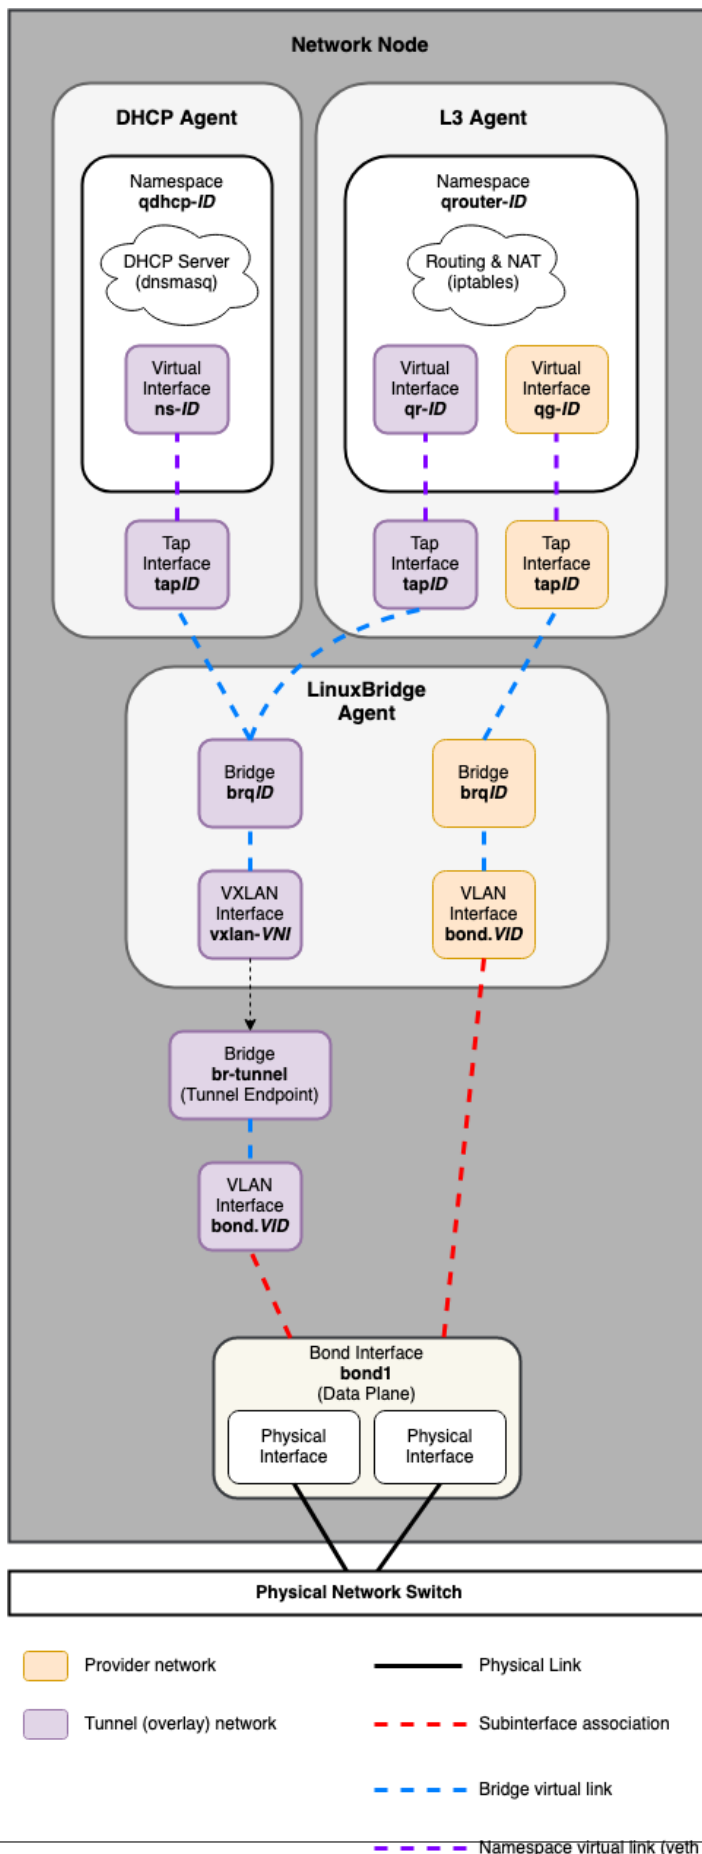 Network Node
DHCP Agent
Namespace
qdhcp-ID
DHCP Server
(dnsmasq)
Virtual
Interface
ns-ID
Tap
Interface
tapID
L3 Agent
Namespace
qrouter-ID
Routing & NAT
(iptables)
Virtual
Interface
qr-ID
Virtual
Interface
qg-ID
Tap
Interface
tapID
Tap
Interface
tapID
LinuxBridge
Agent
Bridge
brqID
Bridge
brqID
VXLAN
Interface
vxlan-VNI
VLAN
Interface
bond.VID
Bridge
br-tunnel
(Tunnel Endpoint)
VLAN
Interface
bond.VID
Bond Interface
bond1
(Data Plane)
Physical
Interface
Physical
Interface
Physical Network Switch
Provider network
Tunnel (overlay) network
Physical Link
Subinterface association
Bridge virtual link
Namespace virtual link (veth